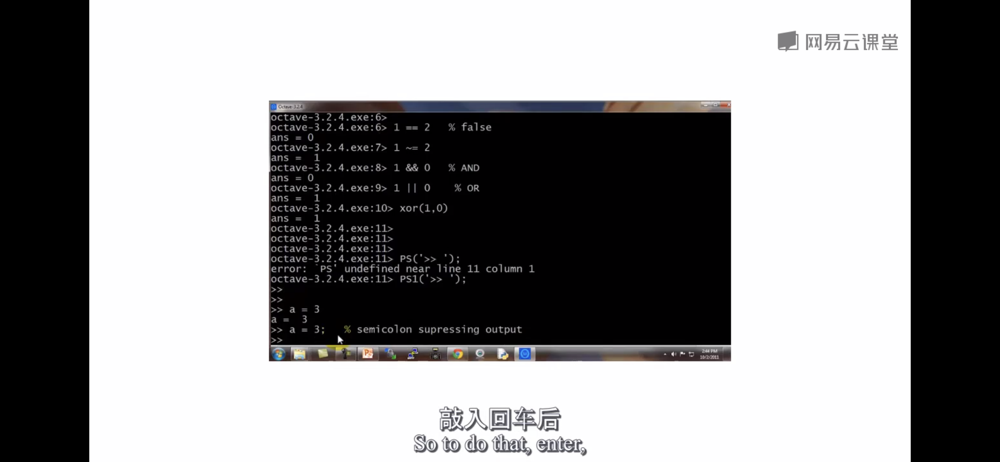 网易云课堂
Octave-3.2.4
octave-3.2.4.exe:6>
octave-3.2.4.exe:6> 1 == 2   % false
ans = 0
octave-3.2.4.exe:7> 1 ~= 2
ans =  1
octave-3.2.4.exe:8> 1 && 0   % AND
ans = 0
octave-3.2.4.exe:9> 1 || 0    % OR
ans =  1
octave-3.2.4.exe:10> xor(1,0)
ans =  1
octave-3.2.4.exe:11>
octave-3.2.4.exe:11>
octave-3.2.4.exe:11>
octave-3.2.4.exe:11> PS('>> ');
error: `PS' undefined near line 11 column 1
octave-3.2.4.exe:11> PS1('>> ');
>>
>>
>> a = 3
a =  3
>> a = 3;   % semicolon supressing output
>>
2:44 PM
10/2/2011
敲入回车后
So to do that, enter,